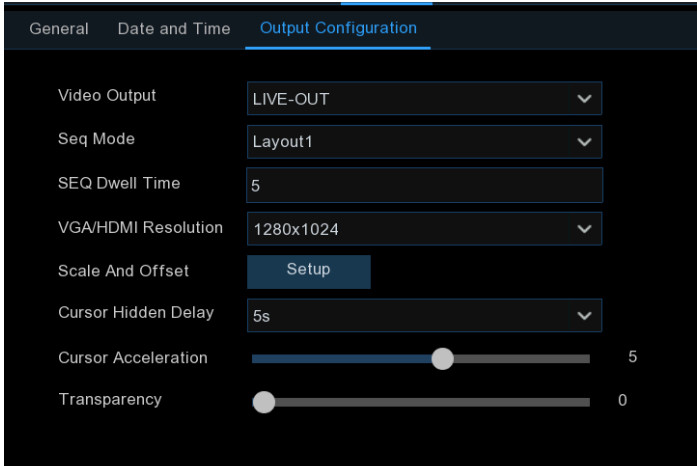 General Date and Time Output Configuration
Video Output LIVE-OUT
Seq Mode Layout1
SEQ Dwell Time 5
VGA/HDMI Resolution 1280x1024
Scale And Offset Setup
Cursor Hidden Delay 5s
Cursor Acceleration 5
Transparency 0